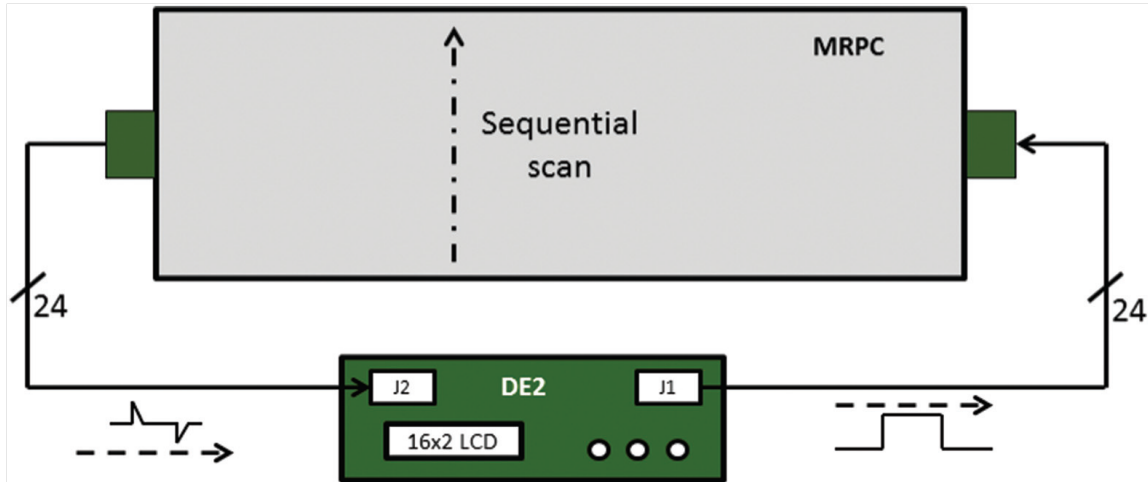 MRPC
Sequential
scan
24
24
J2
DE2
J1
16x2 LCD